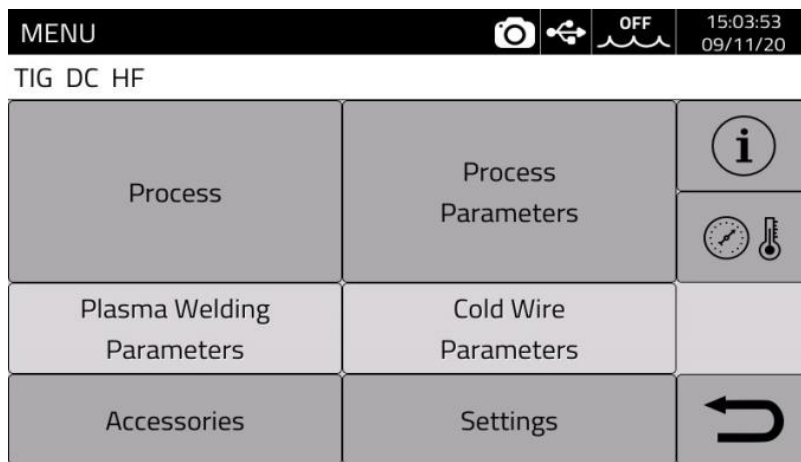 MENU
OFF
15:03:53
09/11/20
TIG DC HF
Process
Process
Parameters
i
Plasma Welding
Parameters
Cold Wire
Parameters
Accessories
Settings